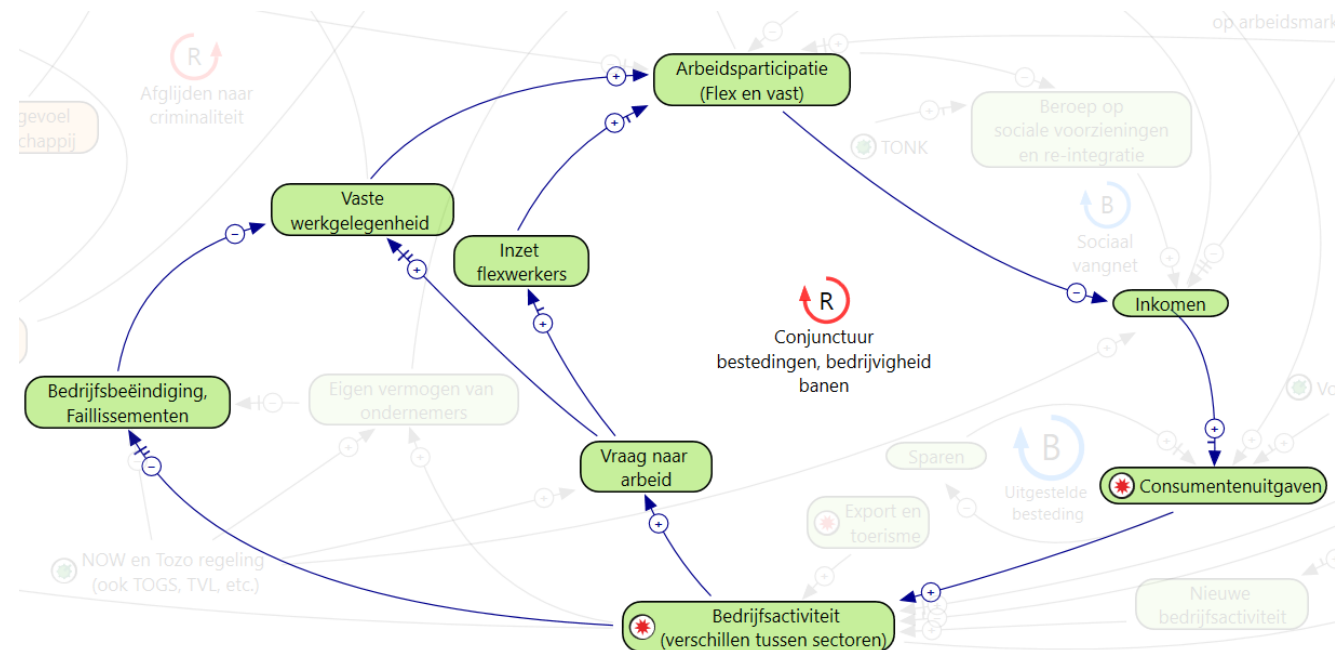 op arbeidsmark
R
Afglijden naar
criminaliteit
gevoel
chappij
Arbeidsparticipatie
(Flex en vast)
Beroep op
sociale voorzieningen
en re-integratie
TONK
B
Sociaal
vangnet
Vaste
werkgelegenheid
Inzet
flexwerkers
R
Conjunctuur
bestedingen, bedrijvigheid
banen
Inkomen
Bedrijfsbeëindiging,
Faillissementen
Eigen vermogen van
ondernemers
Vo
Vraag naar
arbeid
Sparen
B
Uitgestelde
besteding
Consumentenuitgaven
Export en
toerisme
NOW en Tozo regeling
(ook TOGS, TVL, etc.)
Nieuwe
bedrijfsactiviteit
Bedrijfsactiviteit
(verschillen tussen sectoren)